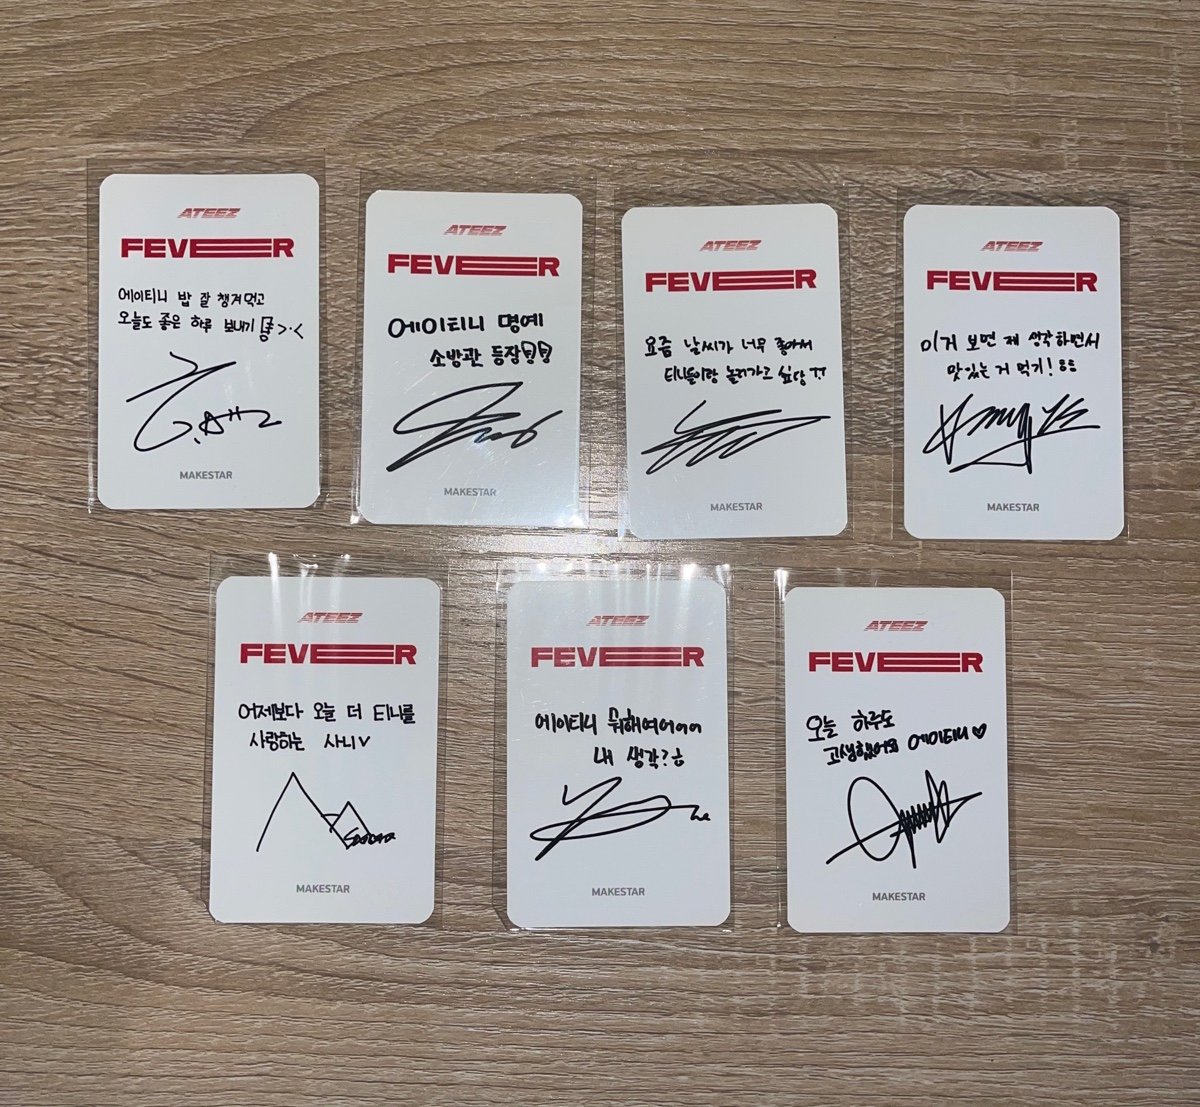 ATEEZ
FEVER
에이티니 밥 잘 챙겨먹고
오늘도 좋은 하루 보내기 >·<
MAKESTAR
ATEEZ
FEVER
에이티니 명예
소방관 등장
MAKESTAR
ATEEZ
FEVER
요즘 날씨가 너무 좋아서
티니들이랑 놀러가고 싶당 ㅠㅠ
MAKESTAR
ATEEZ
FEVER
이거 보면 제 생각하면서
맛있는 거 먹기!
MAKESTAR
ATEEZ
FEVER
어제보다 오늘 더 티니를
사랑하는 사니v
MAKESTAR
ATEEZ
FEVER
에이티니 뭐해여어어어
내 생각?ㅎ
MAKESTAR
ATEEZ
FEVER
오늘 하루도
고생했어요 에이티니♡
MAKESTAR